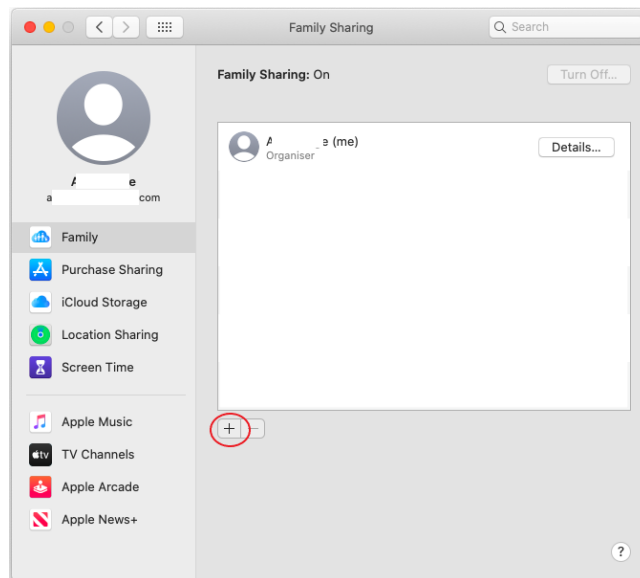 Family Sharing
Search
Family Sharing: On
Turn Off...
(me)
Organiser
Details...
com
Family
Purchase Sharing
iCloud Storage
Location Sharing
Screen Time
Apple Music
tv TV Channels
Apple Arcade
Apple News+
?